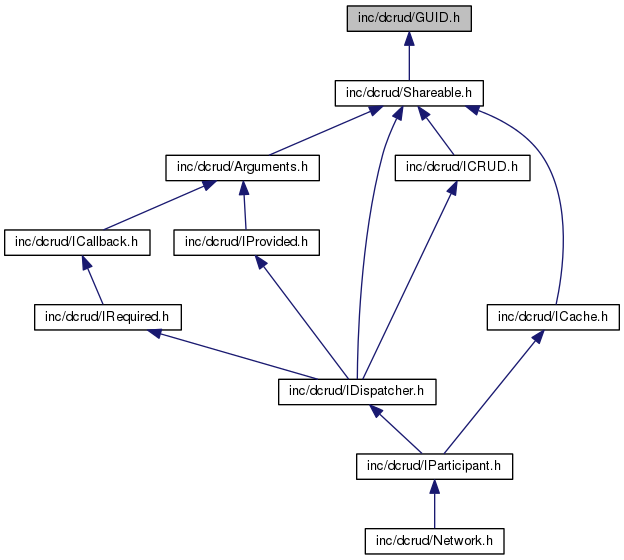 inc/dcrud/GUID.h
inc/dcrud/Shareable.h
inc/dcrud/Arguments.h
inc/dcrud/ICRUD.h
inc/dcrud/ICallback.h
inc/dcrud/IProvided.h
inc/dcrud/IRequired.h
inc/dcrud/ICache.h
inc/dcrud/IDispatcher.h
inc/dcrud/IParticipant.h
inc/dcrud/Network.h